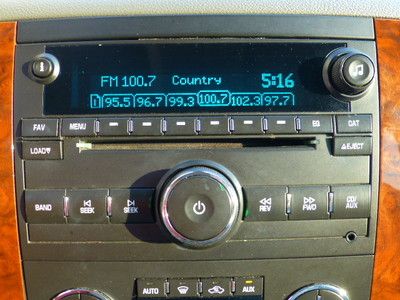 i
FM 100.7 Country 5:16
1 95.5 96.7 99.3 100.7 102.3 97.7
FAV MENU EQ DAT
LOAD▼ ▲EJECT
BAND SEEK SEEK REV FWD CD/AUX
AUTO AUX